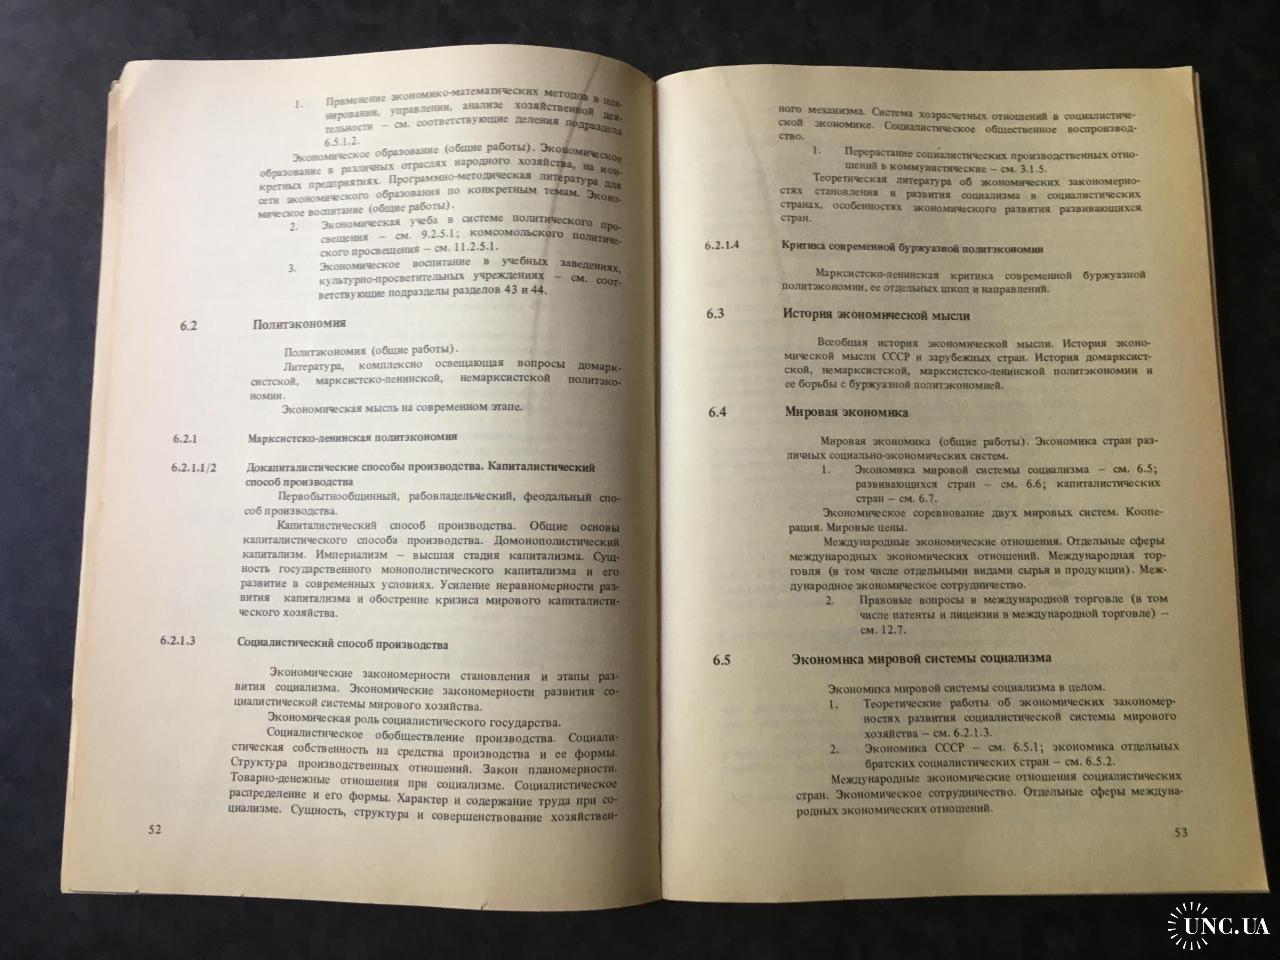 1. Применение экономико-математических методов в пла-
нировании, управлении, анализе хозяйственной дея-
тельности – см. соответствующие деления подраздела
6.5.1.2.
Экономическое образование (общие работы). Экономическое
образование в различных отраслях народного хозяйства, на кон-
кретных предприятиях. Программно-методическая литература для
сети экономического образования по конкретным темам. Эконо-
мическое воспитание (общие работы).
2. Экономическая учеба в системе политического про-
свещения – см. 9.2.5.1; комсомольского политиче-
ского просвещения – см. 11.2.5.1.
3. Экономическое воспитание в учебных заведениях,
культурно-просветительных учреждениях – см. соот-
ветствующие подразделы разделов 43 и 44.
6.2 Политэкономия
Политэкономия (общие работы).
Литература, комплексно освещающая вопросы домарк-
систской, марксистско-ленинской, немарксистской политэко-
номии.
Экономическая мысль на современном этапе.
6.2.1 Марксистско-ленинская политэкономия
6.2.1.1/2 Докапиталистические способы производства. Капиталистический
способ производства
Первобытнообщинный, рабовладельческий, феодальный спо-
соб производства.
Капиталистический способ производства. Общие основы
капиталистического способа производства. Домонополистический
капитализм. Империализм – высшая стадия капитализма. Сущ-
ность государственного монополистического капитализма и его
развитие в современных условиях. Усиление неравномерности раз-
вития капитализма и обострение кризиса мирового капиталисти-
ческого хозяйства.
6.2.1.3 Социалистический способ производства
Экономические закономерности становления и этапы раз-
вития социализма. Экономические закономерности развития со-
циалистической системы мирового хозяйства.
Экономическая роль социалистического государства.
Социалистическое обобществление производства. Социали-
стическая собственность на средства производства и ее формы.
Структура производственных отношений. Закон планомерности.
Товарно-денежные отношения при социализме. Социалистическое
распределение и его формы. Характер и содержание труда при со-
циализме. Сущность, структура и совершенствование хозяйствен-
52
ного механизма. Система хозрасчетных отношений в социалистиче-
ской экономике. Социалистическое общественное воспроизвод-
ство.
1. Перерастание социалистических производственных отно-
шений в коммунистические – см. 3.1.5.
Теоретическая литература об экономических закономерно-
стях становления и развития социализма в социалистических
странах, особенностях экономического развития развивающихся
стран.
6.2.1.4 Критика современной буржуазной политэкономии
Марксистско-ленинская критика современной буржуазной
политэкономии, ее отдельных школ и направлений.
6.3 История экономической мысли
Всеобщая история экономической мысли. История эконо-
мической мысли СССР и зарубежных стран. История домарксист-
ской, немарксистской, марксистско-ленинской политэкономии и
ее борьбы с буржуазной политэкономией.
6.4 Мировая экономика
Мировая экономика (общие работы). Экономика стран раз-
личных социально-экономических систем.
1. Экономика мировой системы социализма – см. 6.5;
развивающихся стран – см. 6.6; капиталистических
стран – см. 6.7.
Экономическое соревнование двух мировых систем. Коопе-
рация. Мировые цены.
Международные экономические отношения. Отдельные сферы
международных экономических отношений. Международная тор-
говля (в том числе отдельными видами сырья и продукции). Меж-
дународное экономическое сотрудничество.
2. Правовые вопросы в международной торговле (в том
числе патенты и лицензии в международной торговле) –
см. 12.7.
6.5 Экономика мировой системы социализма
Экономика мировой системы социализма в целом.
1. Теоретические работы об экономических закономер-
ностях развития социалистической системы мирового
хозяйства – см. 6.2.1.3.
2. Экономика СССР – см. 6.5.1; экономика отдельных
братских социалистических стран – см. 6.5.2.
Международные экономические отношения социалистических
стран. Экономическое сотрудничество. Отдельные сферы междуна-
родных экономических отношений.
53
UNC.UA